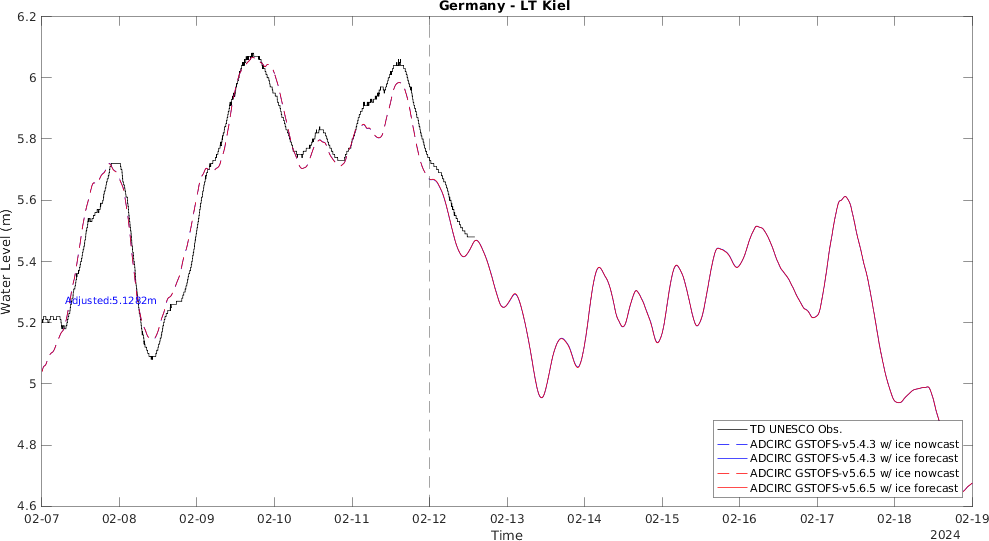 Germany - LT Kiel
6.2
6
5.8
5.6
5.4
5.2
5
4.8
4.6
Water Level (m)
Adjusted:5.1282m
TD UNESCO Obs.
ADCIRC GSTOFS-v5.4.3 w/ ice nowcast
ADCIRC GSTOFS-v5.4.3 w/ ice forecast
ADCIRC GSTOFS-v5.6.5 w/ ice nowcast
ADCIRC GSTOFS-v5.6.5 w/ ice forecast
02-07 02-08 02-09 02-10 02-11 02-12 02-13 02-14 02-15 02-16 02-17 02-18 02-19
Time
2024